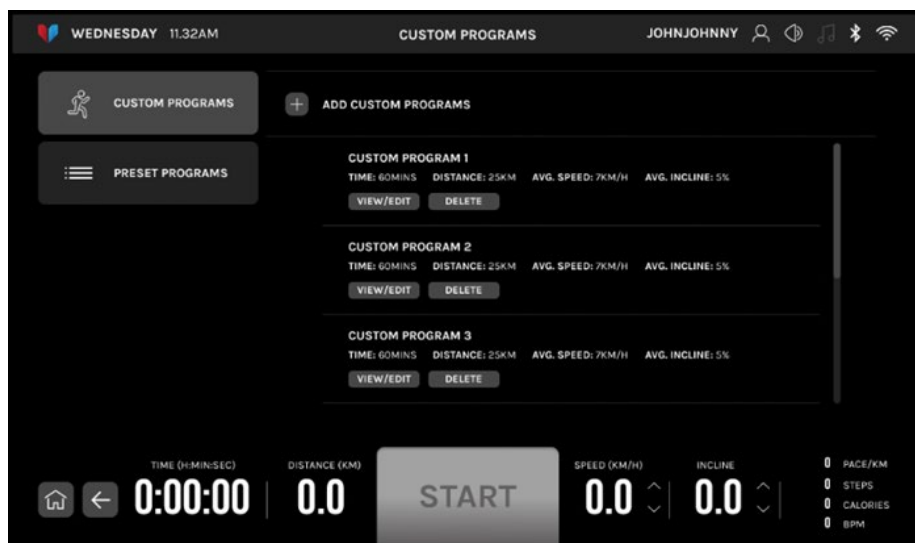 WEDNESDAY 11.32AM
CUSTOM PROGRAMS
JOHNJOHNNY
CUSTOM PROGRAMS
PRESET PROGRAMS
ADD CUSTOM PROGRAMS
CUSTOM PROGRAM 1
TIME: 60MINS DISTANCE: 25KM AVG. SPEED: 7KM/H AVG. INCLINE: 5%
VIEW/EDIT DELETE
CUSTOM PROGRAM 2
TIME: 60MINS DISTANCE: 25KM AVG. SPEED: 7KM/H AVG. INCLINE: 5%
VIEW/EDIT DELETE
CUSTOM PROGRAM 3
TIME: 60MINS DISTANCE: 25KM AVG. SPEED: 7KM/H AVG. INCLINE: 5%
VIEW/EDIT DELETE
TIME (H:MIN:SEC)
0:00:00
DISTANCE (KM)
0.0
START
SPEED (KM/H)
0.0
INCLINE
0.0
0 PACE/KM
0 STEPS
0 CALORIES
0 BPM